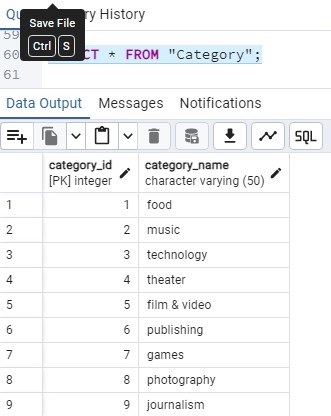 Qu ry History
Save File
Ctrl S
59
60 CT * FROM "Category";
61
Data Output Messages Notifications
SQL
category_id category_name
[PK] integer character varying (50)
1 1 food
2 2 music
3 3 technology
4 4 theater
5 5 film & video
6 6 publishing
7 7 games
8 8 photography
9 9 journalism